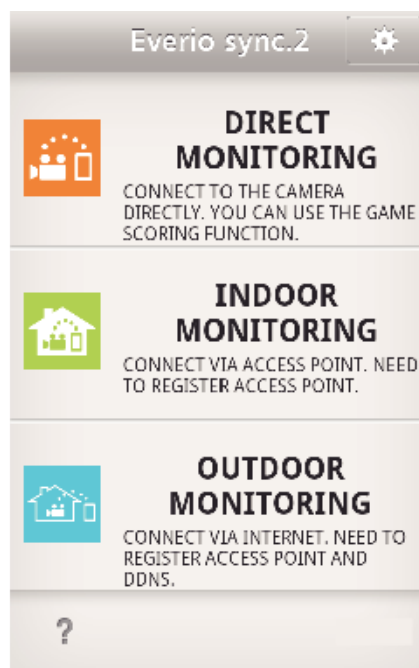 Everio sync.2
DIRECT
MONITORING
CONNECT TO THE CAMERA
DIRECTLY. YOU CAN USE THE GAME
SCORING FUNCTION.
INDOOR
MONITORING
CONNECT VIA ACCESS POINT. NEED
TO REGISTER ACCESS POINT.
OUTDOOR
MONITORING
CONNECT VIA INTERNET. NEED TO
REGISTER ACCESS POINT AND
DDNS.
?